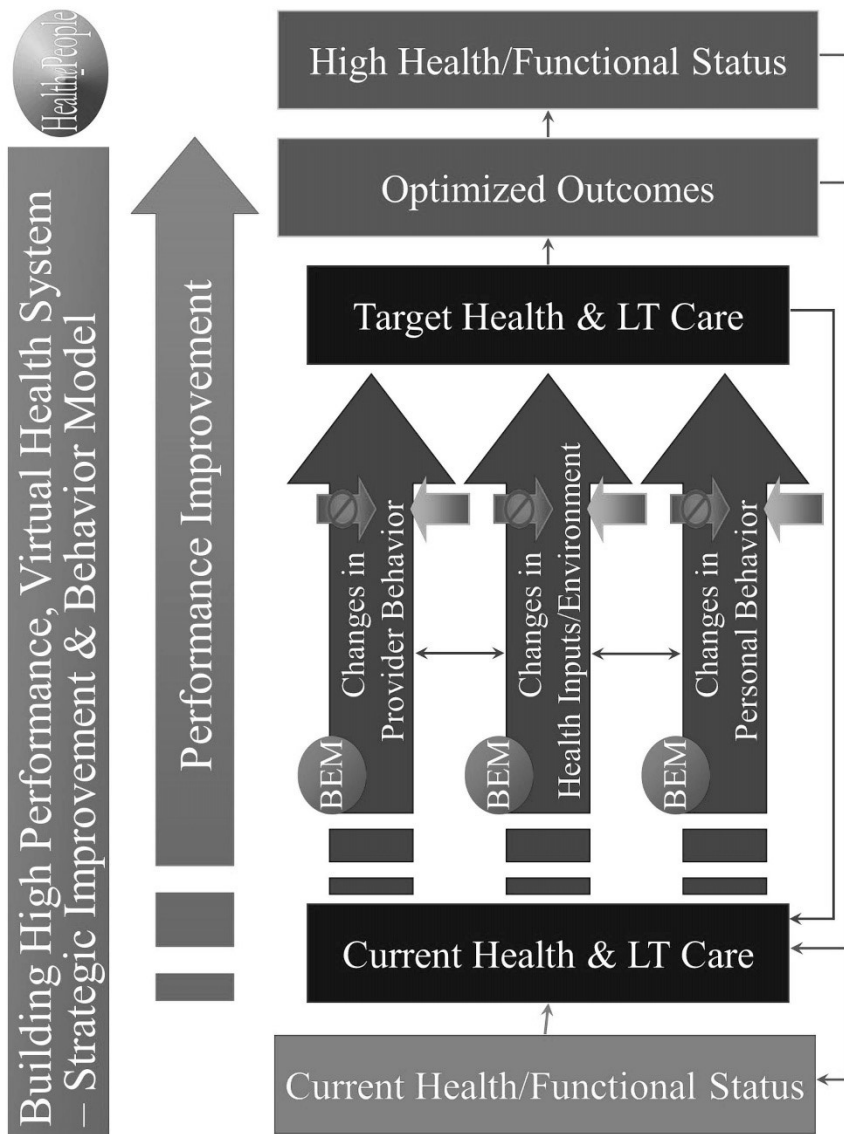 Building High Performance, Virtual Health System
– Strategic Improvement & Behavior Model
HealthePeople
Performance Improvement
High Health/Functional Status
Optimized Outcomes
Target Health & LT Care
Changes in
Provider Behavior
BEM
Changes in
Health Inputs/Environment
BEM
Changes in
Personal Behavior
BEM
Current Health & LT Care
Current Health/Functional Status